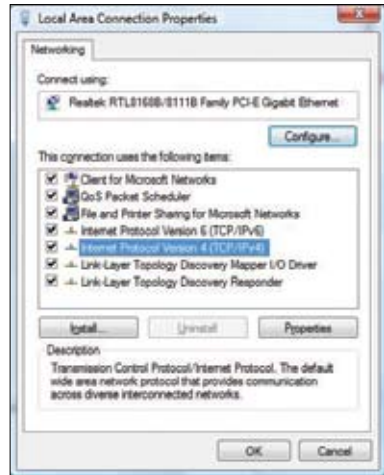 Local Area Connection Properties
Networking
Connect using:
Realtek RTL8168B/8111B Family PCI-E Gigabit Ethernet
Configure...
This connection uses the following items:
Client for Microsoft Networks
QoS Packet Scheduler
File and Printer Sharing for Microsoft Networks
Internet Protocol Version 6 (TCP/IPv6)
Internet Protocol Version 4 (TCP/IPv4)
Link-Layer Topology Discovery Mapper I/O Driver
Link-Layer Topology Discovery Responder
Install... Uninstall Properties
Description
Transmission Control Protocol/Internet Protocol. The default
wide area network protocol that provides communication
across diverse interconnected networks.
OK Cancel